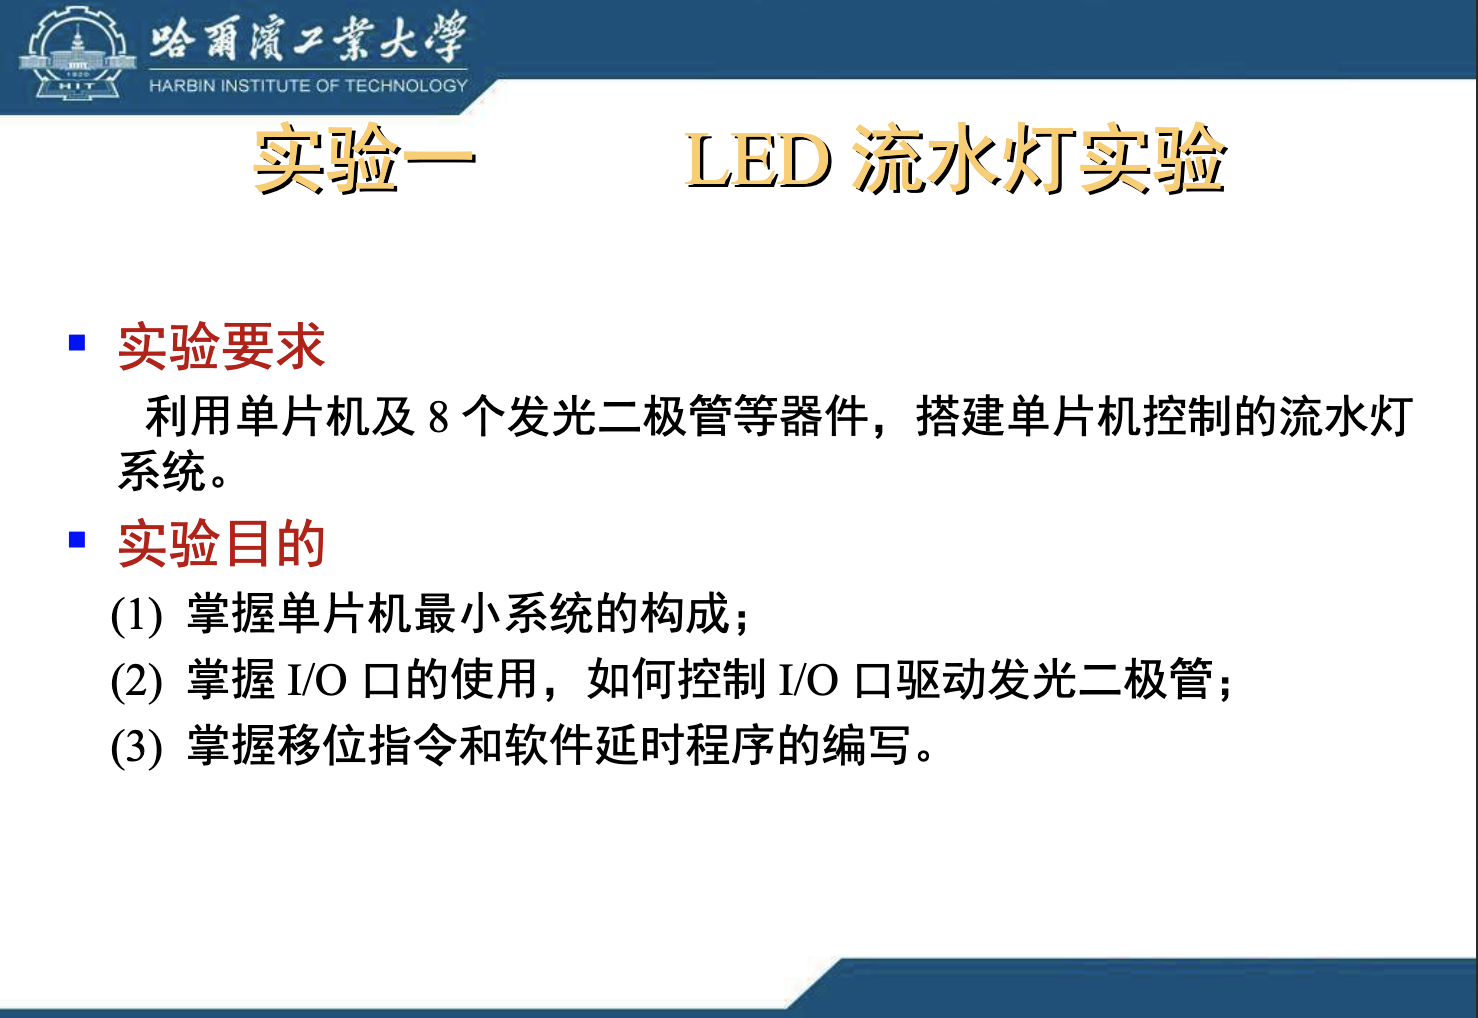 哈爾濱工業大學
1920
HIT
HARBIN INSTITUTE OF TECHNOLOGY
实验一 LED 流水灯实验
实验要求
利用单片机及 8 个发光二极管等器件，搭建单片机控制的流水灯
系统。
实验目的
(1) 掌握单片机最小系统的构成；
(2) 掌握 I/O 口的使用，如何控制 I/O 口驱动发光二极管；
(3) 掌握移位指令和软件延时程序的编写。